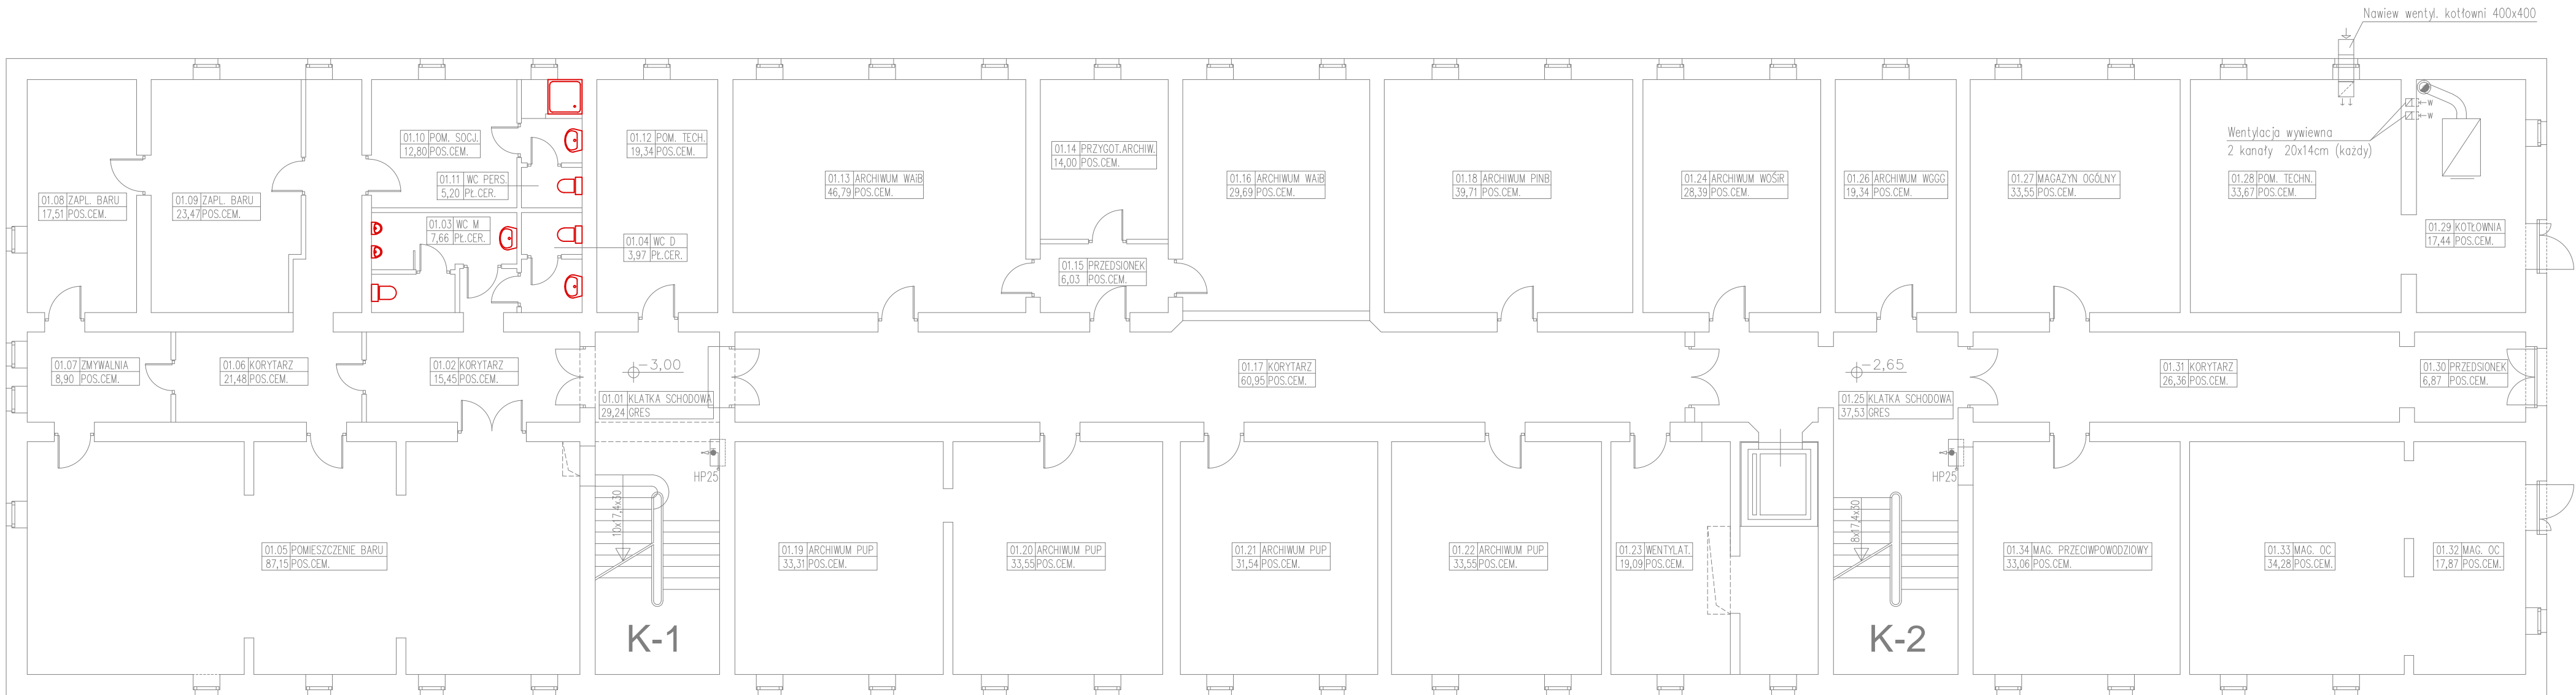 Nawiew wentyl. kotłowni 400x400
Wentylacja wywiewna
2 kanały 20x14cm (każdy)
W
W
01.08 ZAPL. BARU
17,51 POS.CEM.
01.09 ZAPL. BARU
23,47 POS.CEM.
01.10 POM. SOCJ.
12,80 POS.CEM.
01.11 WC PERS.
5,20 PŁ.CER.
01.03 WC M
7,66 PŁ.CER.
01.04 WC D
3,97 PŁ.CER.
01.12 POM. TECH.
19,34 POS.CEM.
01.13 ARCHIWUM WAiB
46,79 POS.CEM.
01.14 PRZYGOT.ARCHIW.
14,00 POS.CEM.
01.15 PRZEDSIONEK
6,03 POS.CEM.
01.16 ARCHIWUM WAiB
29,69 POS.CEM.
01.18 ARCHIWUM PINB
39,71 POS.CEM.
01.24 ARCHIWUM WOŚiR
28,39 POS.CEM.
01.26 ARCHIWUM WGGG
19,34 POS.CEM.
01.27 MAGAZYN OGÓLNY
33,55 POS.CEM.
01.28 POM. TECHN.
33,67 POS.CEM.
01.29 KOTŁOWNIA
17,44 POS.CEM.
01.07 ZMYWALNIA
8,90 POS.CEM.
01.06 KORYTARZ
21,48 POS.CEM.
01.02 KORYTARZ
15,45 POS.CEM.
-3,00
01.01 KLATKA SCHODOWA
29,24 GRES
01.17 KORYTARZ
60,95 POS.CEM.
-2,65
01.25 KLATKA SCHODOWA
37,53 GRES
01.31 KORYTARZ
26,36 POS.CEM.
01.30 PRZEDSIONEK
6,87 POS.CEM.
HP25
HP25
10x17,4x30
8x17,4x30
01.05 POMIESZCZENIE BARU
87,15 POS.CEM.
01.19 ARCHIWUM PUP
33,31 POS.CEM.
01.20 ARCHIWUM PUP
33,55 POS.CEM.
01.21 ARCHIWUM PUP
31,54 POS.CEM.
01.22 ARCHIWUM PUP
33,55 POS.CEM.
01.23 WENTYLAT.
19,09 POS.CEM.
01.34 MAG. PRZECIWPOWODZIOWY
33,06 POS.CEM.
01.33 MAG. OC
34,28 POS.CEM.
01.32 MAG. OC
17,87 POS.CEM.
K-1
K-2